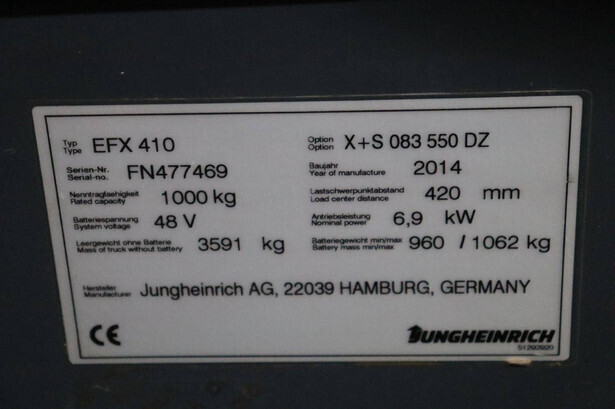 Typ EFX 410 Option X+S 083 550 DZ
Type Option
Serien-Nr. FN477469 Baujahr 2014
Serial-no. Year of manufacture
Nenntragfaehigkeit 1000 kg Lastschwerpunktabstand 420 mm
Rated capacity Load center distance
Batteriespannung 48 V Antriebsleistung 6,9 kW
System voltage Nominal power
Leergewicht ohne Batterie 3591 kg Batteriegewicht min/max 960 / 1062 kg
Mass of truck without battery Battery mass min/max
Hersteller Jungheinrich AG, 22039 HAMBURG, GERMANY
Manufacturer
CE JUNGHEINRICH